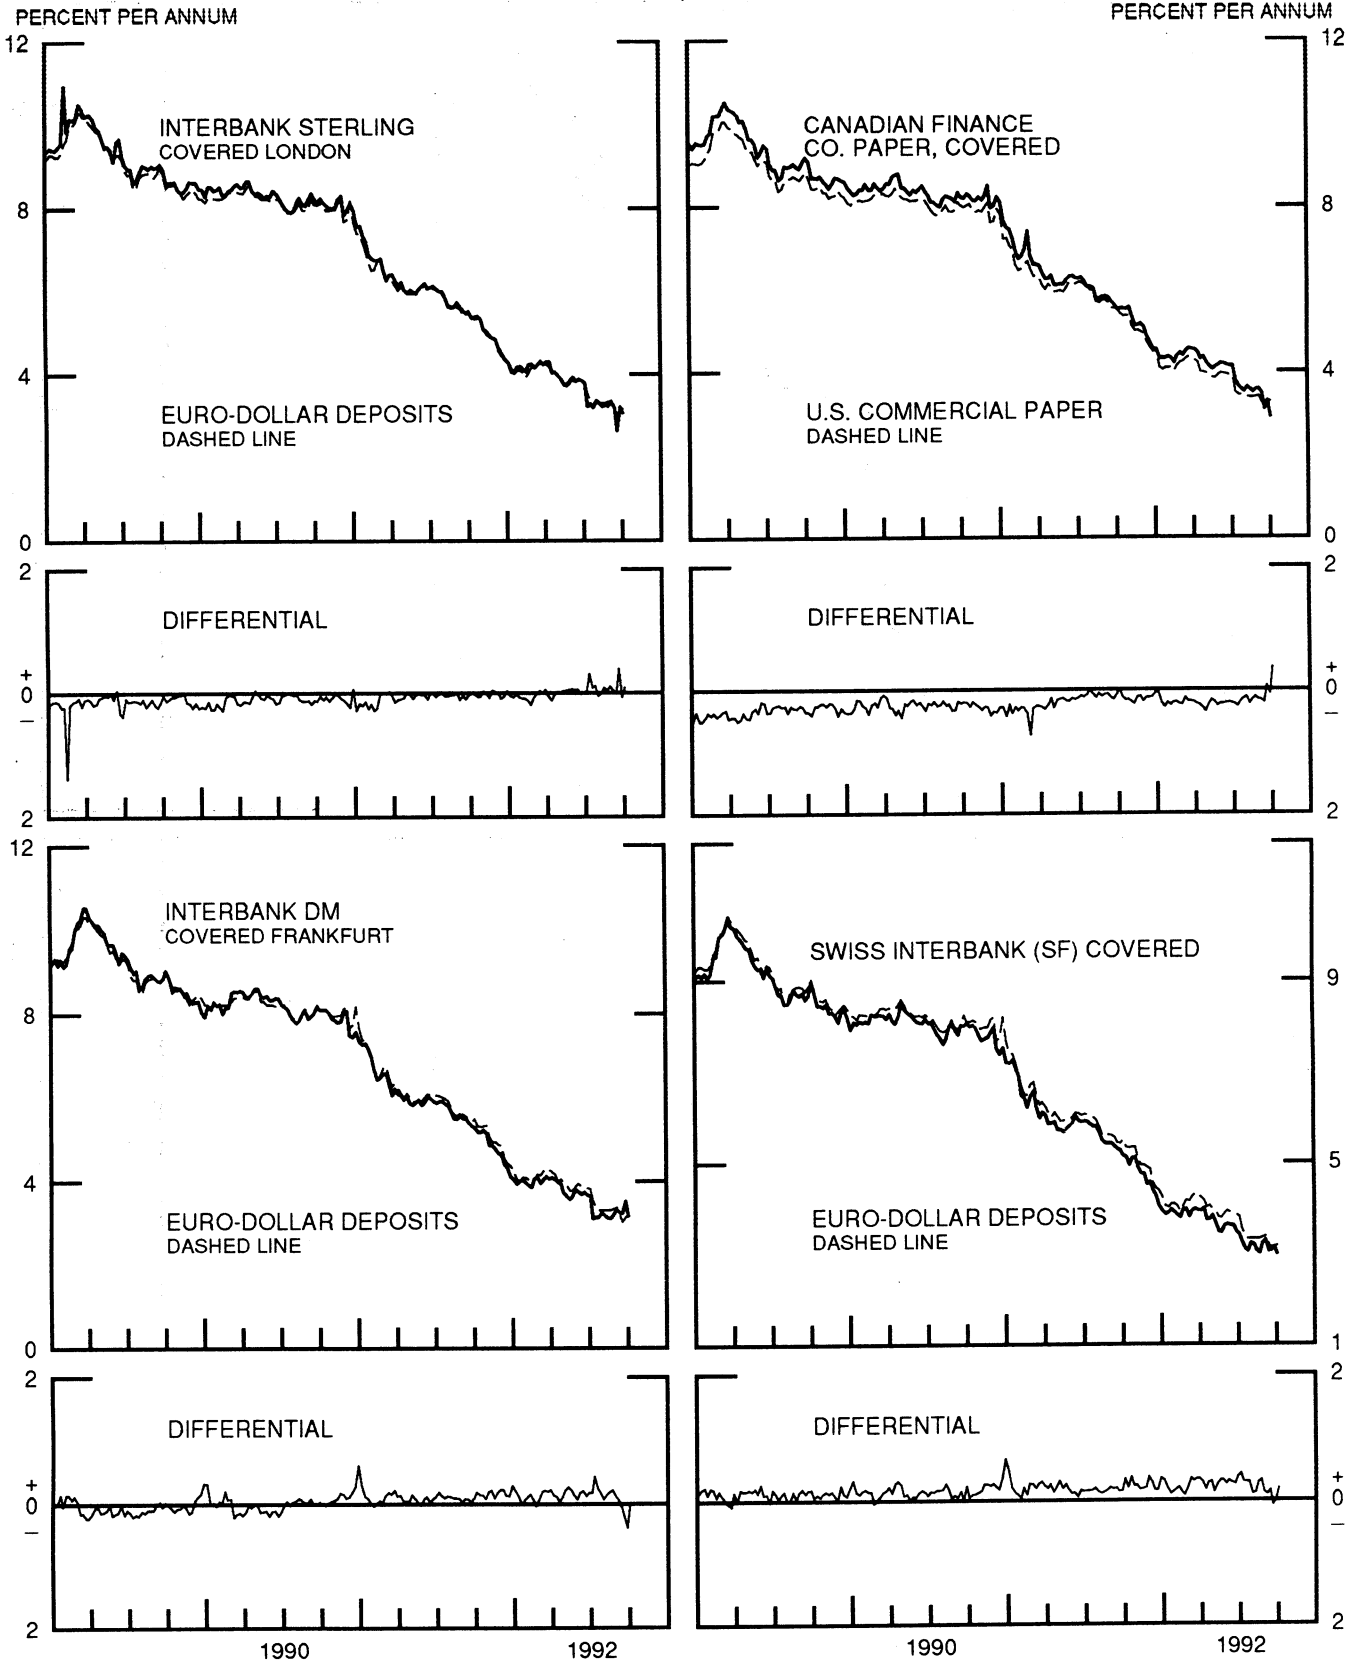 PERCENT PER ANNUM
PERCENT PER ANNUM
12
INTERBANK STERLING
COVERED LONDON
8
4
EURO-DOLLAR DEPOSITS
DASHED LINE
0
12
CANADIAN FINANCE
CO. PAPER, COVERED
8
4
U.S. COMMERCIAL PAPER
DASHED LINE
0
2
DIFFERENTIAL
+
0
−
2
2
DIFFERENTIAL
+
0
−
2
12
INTERBANK DM
COVERED FRANKFURT
8
4
EURO-DOLLAR DEPOSITS
DASHED LINE
0
SWISS INTERBANK (SF) COVERED
9
5
EURO-DOLLAR DEPOSITS
DASHED LINE
1
2
DIFFERENTIAL
+
0
−
2
1990
1992
2
DIFFERENTIAL
+
0
−
2
1990
1992